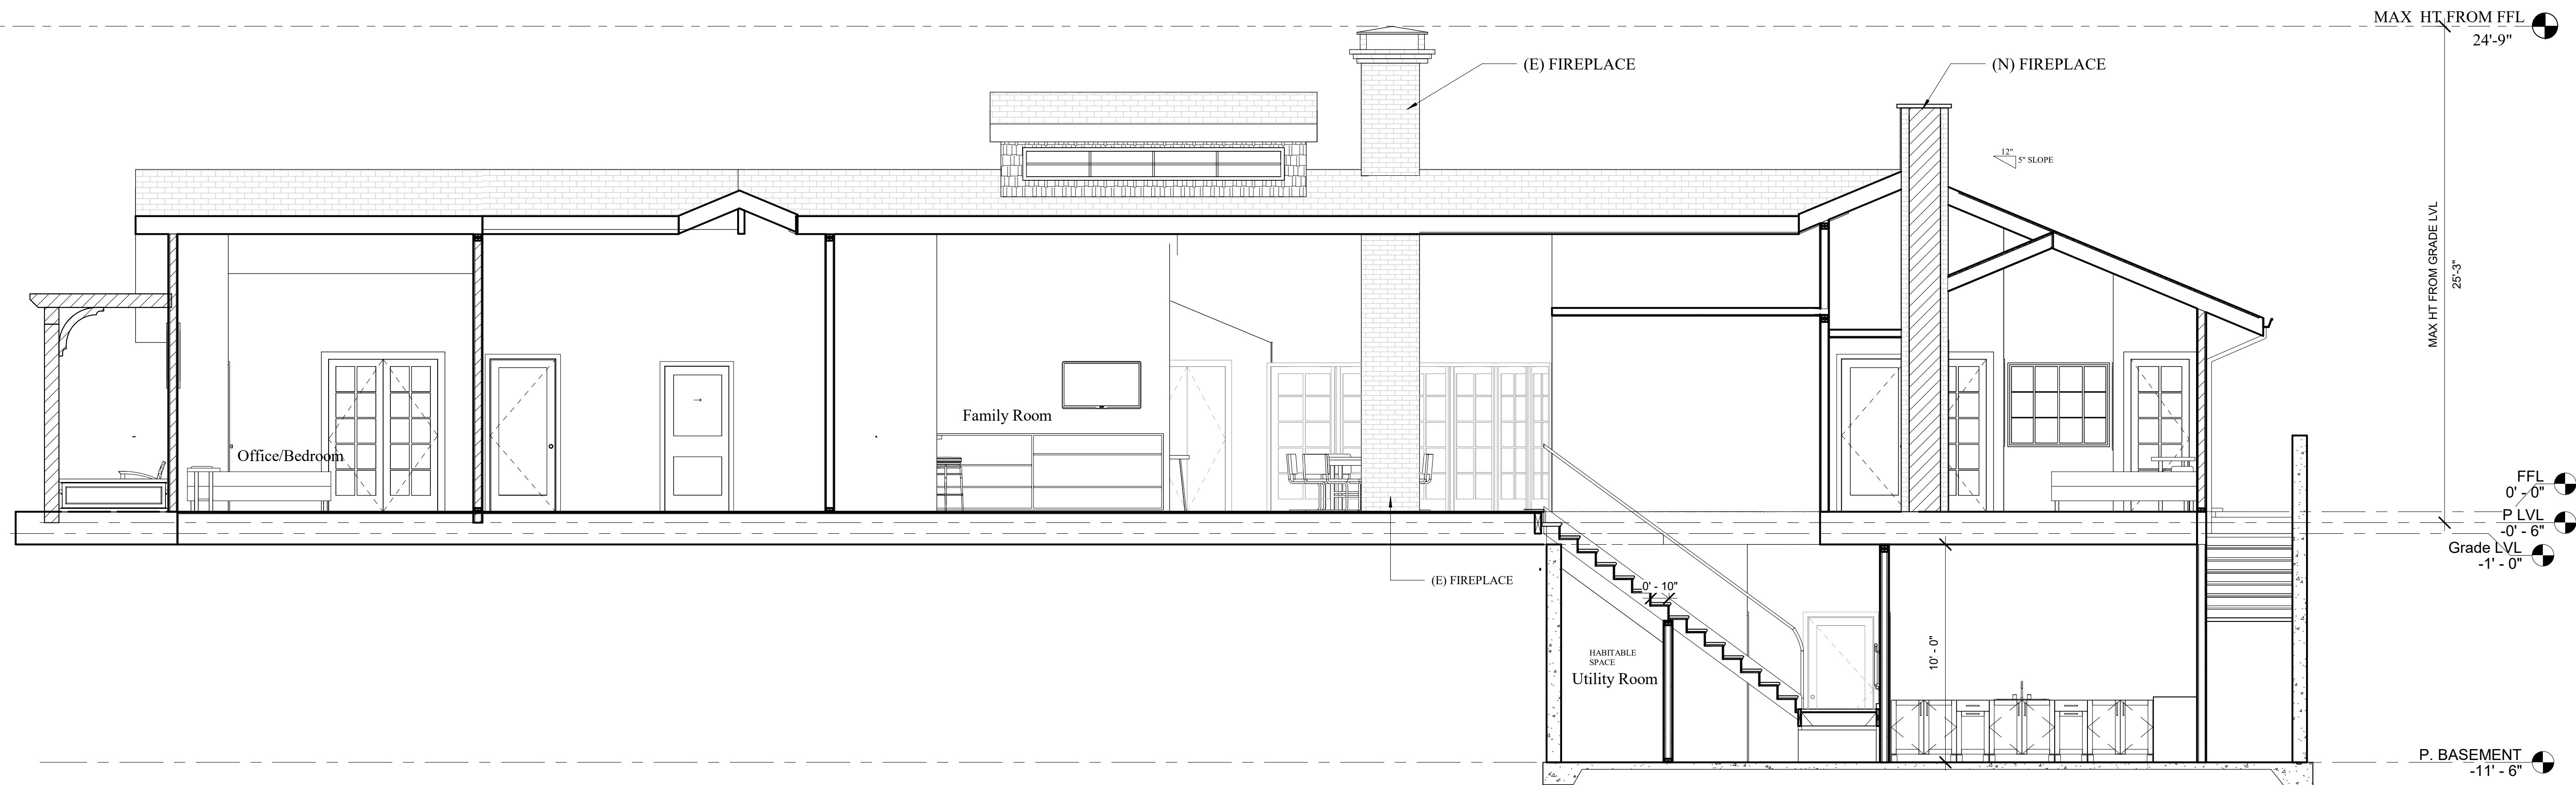 MAX HT FROM FFL
24'-9"
(E) FIREPLACE
(N) FIREPLACE
12"
5" SLOPE
MAX HT FROM GRADE LVL
25'-3"
Family Room
Office/Bedroom
FFL
0' - 0"
P LVL
-0' - 6"
Grade LVL
-1' - 0"
(E) FIREPLACE
0' - 10"
10' - 0"
HABITABLE
SPACE
Utility Room
P. BASEMENT
-11' - 6"